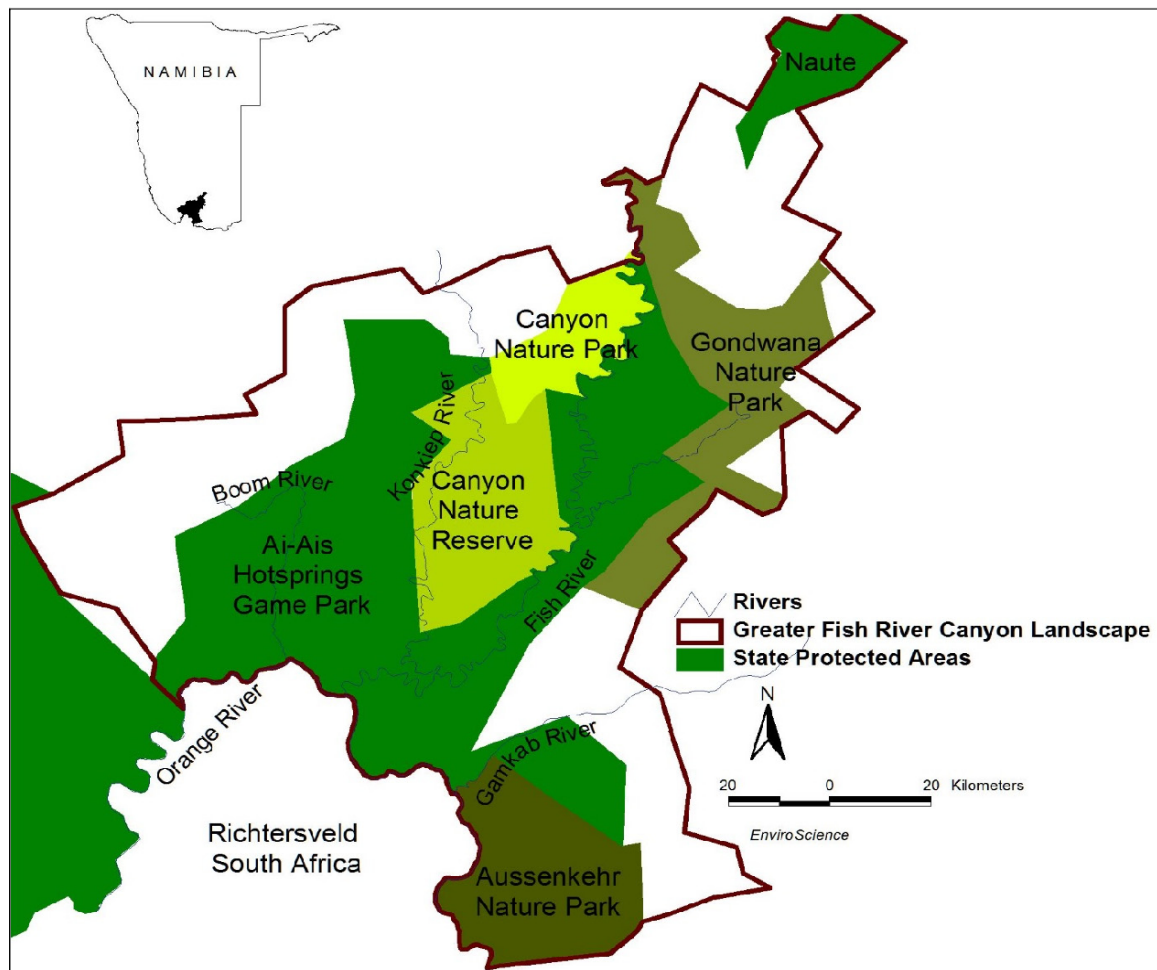 NAMIBIA
Naute
Canyon
Nature Park
Gondwana
Nature
Park
Konkiep River
Boom River
Canyon
Nature
Reserve
Ai-Ais
Hotsprings
Game Park
Fish River
Rivers
Greater Fish River Canyon Landscape
State Protected Areas
N
Orange River
Gamkab River
20 0 20 Kilometers
EnviroScience
Richtersveld
South Africa
Aussenkehr
Nature Park